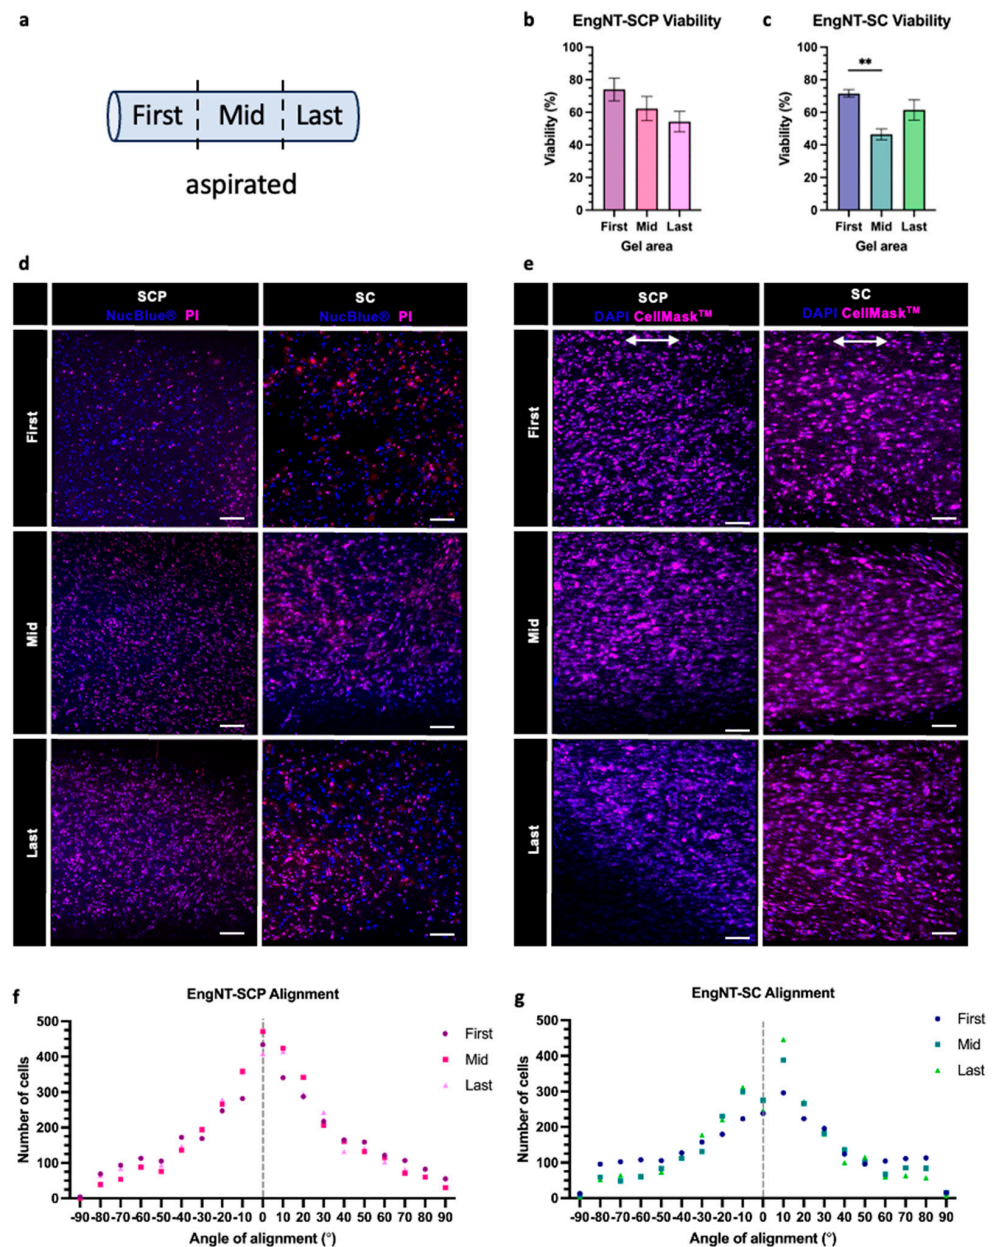 a
First Mid Last
aspirated
b
EngNT-SCP Viability
100
80
60
40
20
0
Viability (%)
First Mid Last
Gel area
c
EngNT-SC Viability
**
100
80
60
40
20
0
Viability (%)
First Mid Last
Gel area
d
SCP
NucBlue® PI
SC
NucBlue® PI
First
Mid
Last
e
SCP
DAPI CellMask™
SC
DAPI CellMask™
First
Mid
Last
f
EngNT-SCP Alignment
500
400
300
200
100
0
Number of cells
First
Mid
Last
-90 -80 -70 -60 -50 -40 -30 -20 -10 0 10 20 30 40 50 60 70 80 90
Angle of alignment (°)
g
EngNT-SC Alignment
500
400
300
200
100
0
Number of cells
First
Mid
Last
-90 -80 -70 -60 -50 -40 -30 -20 -10 0 10 20 30 40 50 60 70 80 90
Angle of alignment (°)